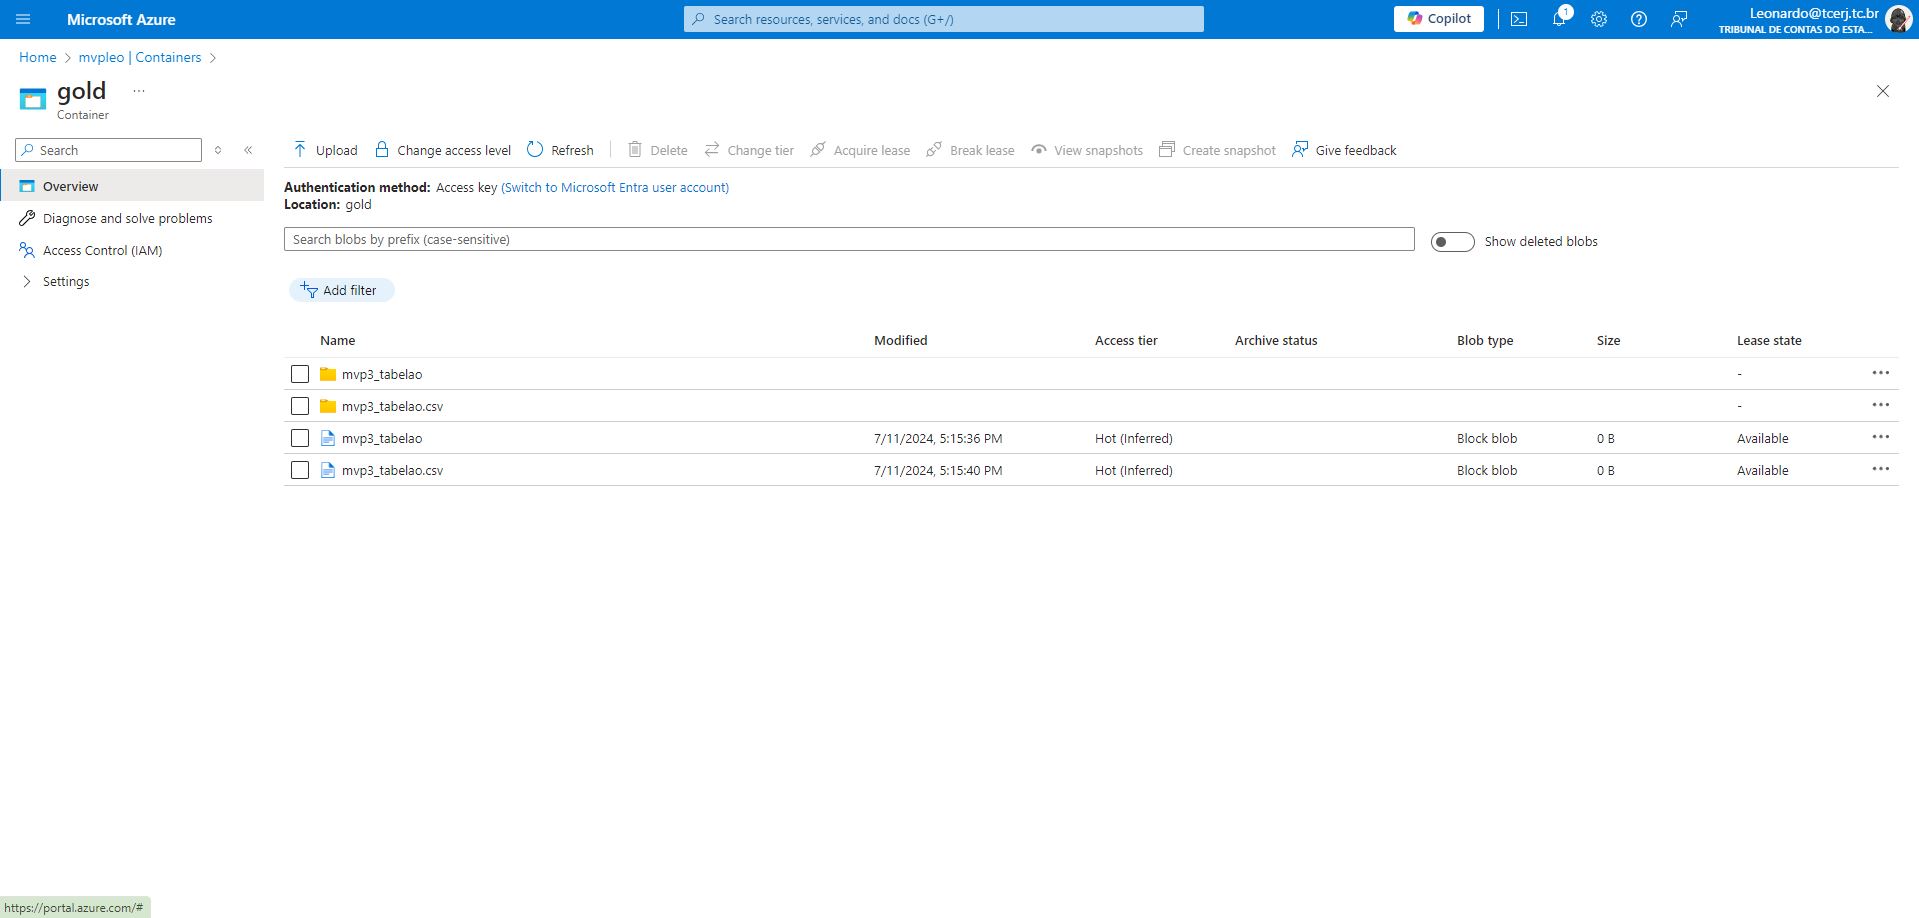 Microsoft Azure
Search resources, services, and docs (G+/)
Copilot
1
Leonardo@tcerj.tc.br
TRIBUNAL DE CONTAS DO ESTA...
Home > mvpleo | Containers >
gold ...
Container
Search
Overview
Diagnose and solve problems
Access Control (IAM)
Settings
Upload Change access level Refresh Delete Change tier Acquire lease Break lease View snapshots Create snapshot Give feedback
Authentication method: Access key (Switch to Microsoft Entra user account)
Location: gold
Search blobs by prefix (case-sensitive)
Show deleted blobs
Add filter
Name Modified Access tier Archive status Blob type Size Lease state
mvp3_tabelao -
mvp3_tabelao.csv -
mvp3_tabelao 7/11/2024, 5:15:36 PM Hot (Inferred) Block blob 0 B Available
mvp3_tabelao.csv 7/11/2024, 5:15:40 PM Hot (Inferred) Block blob 0 B Available
https://portal.azure.com/#